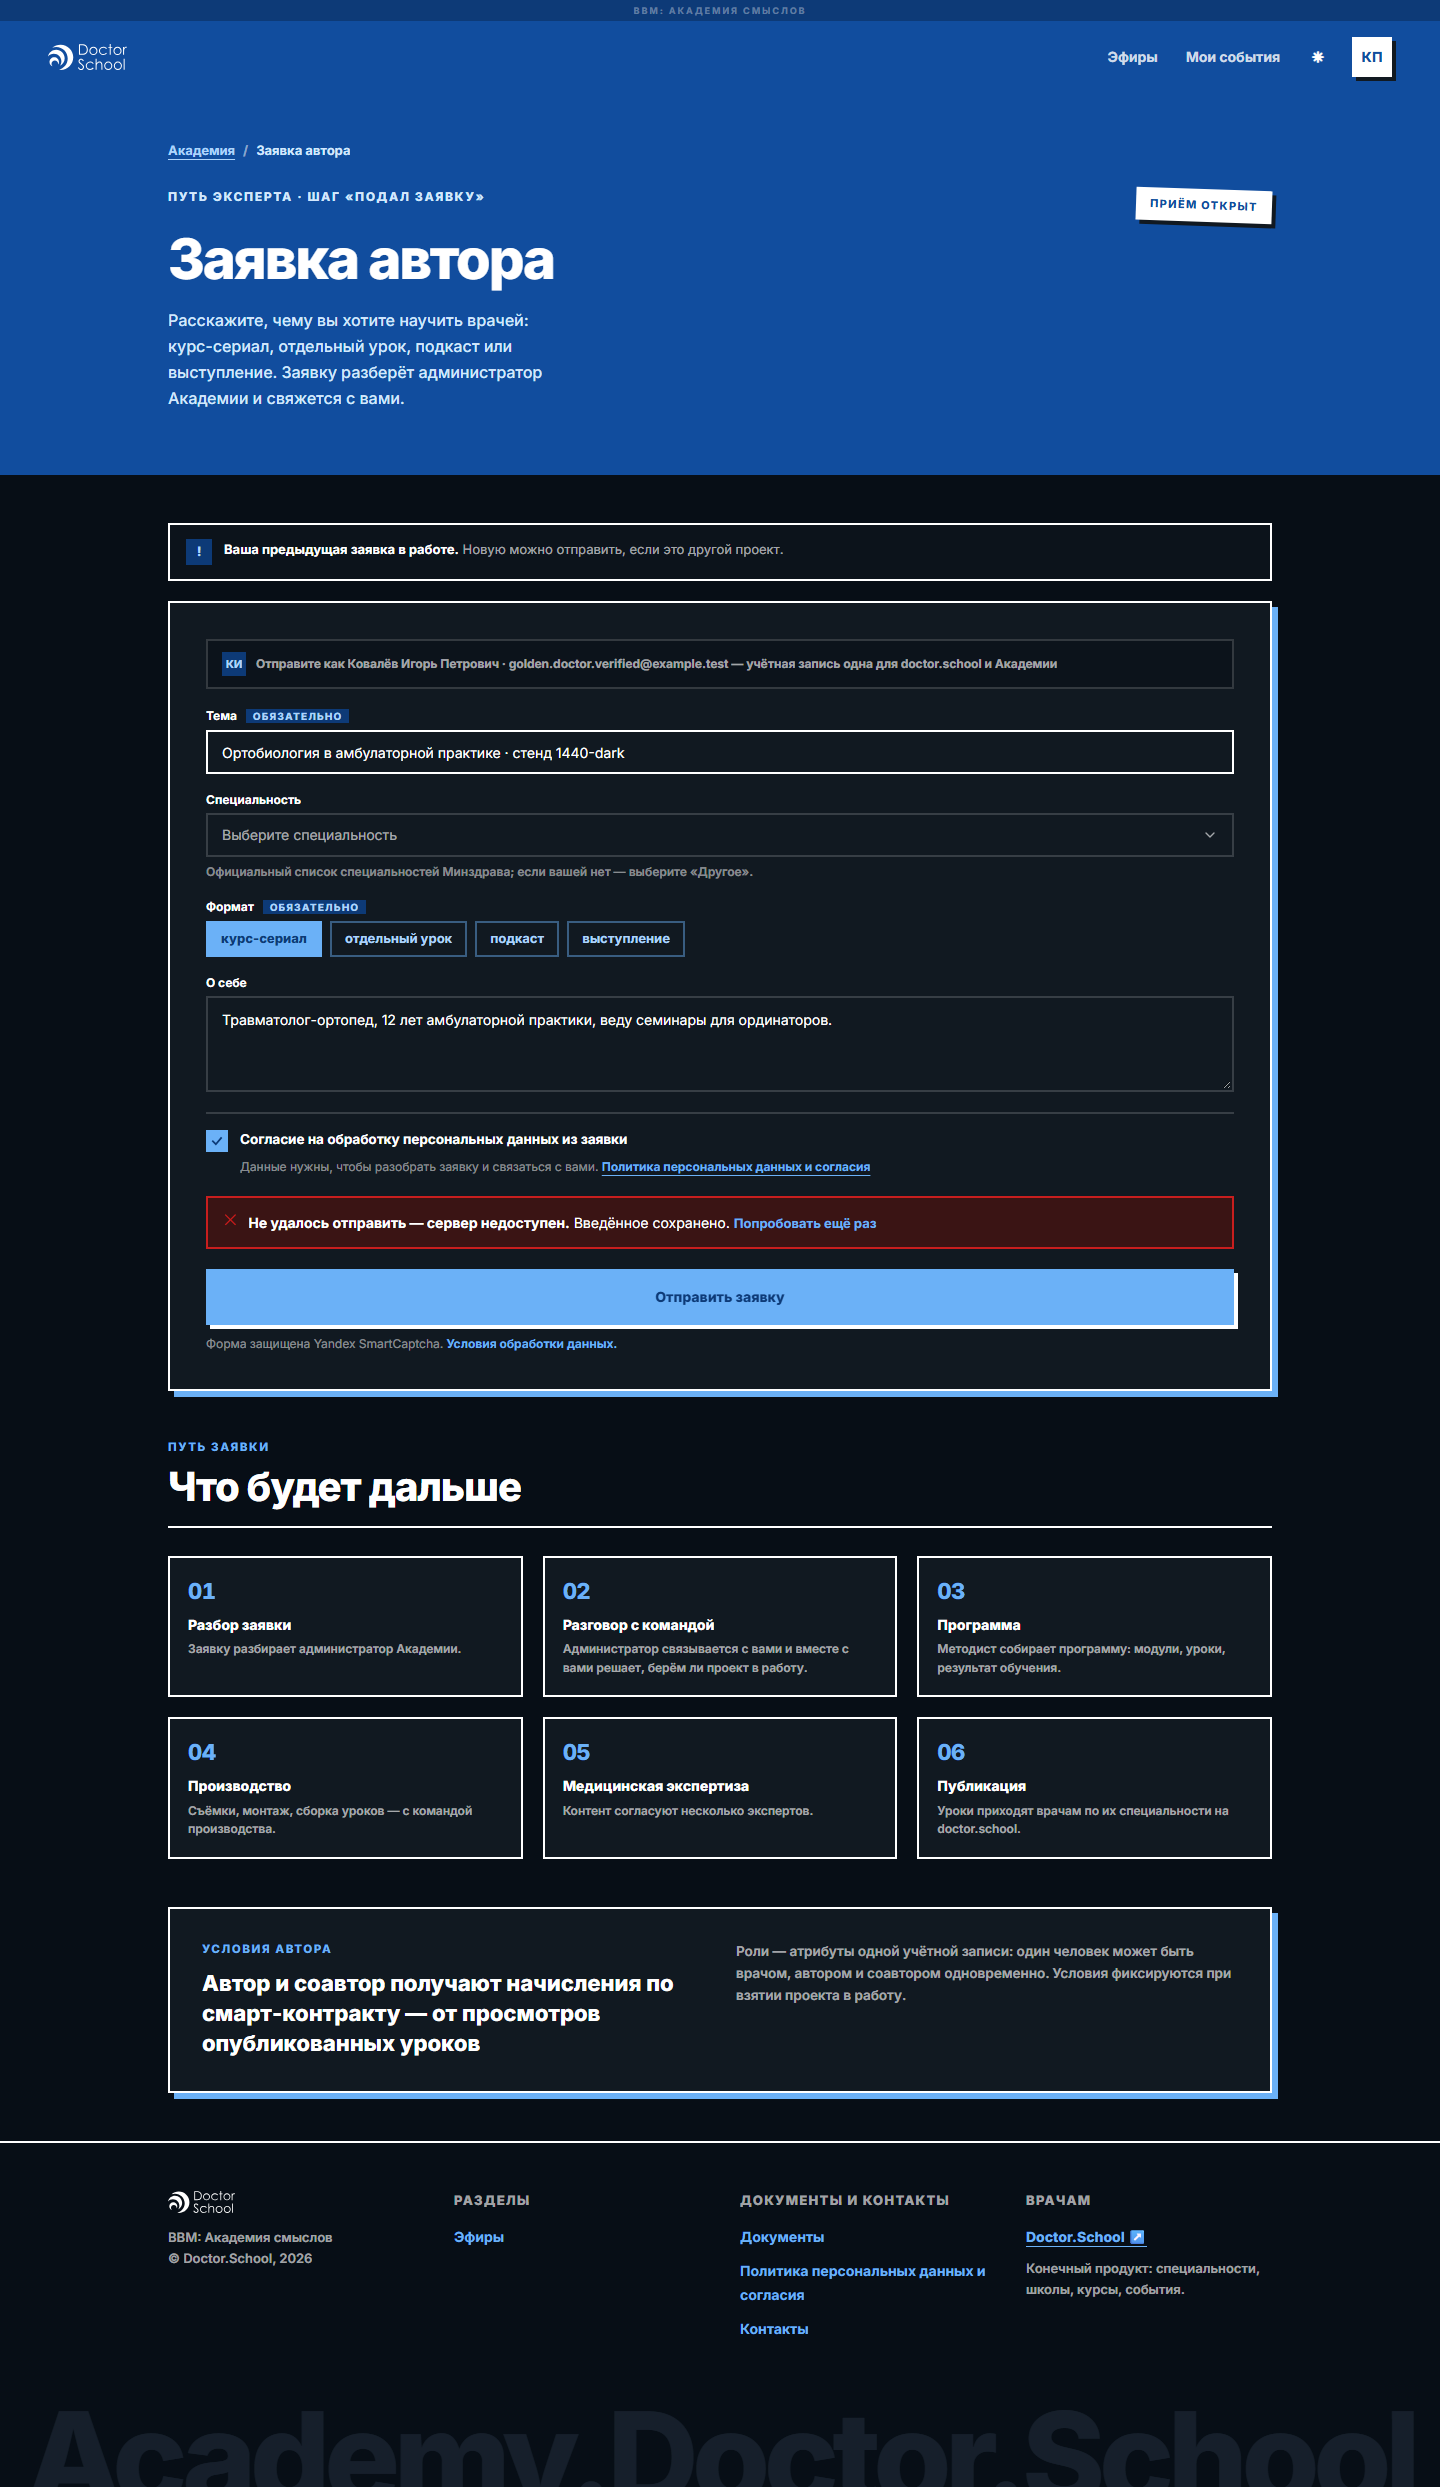 ВВМ: АКАДЕМИЯ СМЫСЛОВ
Doctor School
Эфиры
Мои события
КП
Академия / Заявка автора
ПУТЬ ЭКСПЕРТА · ШАГ «ПОДАЛ ЗАЯВКУ»
ПРИЁМ ОТКРЫТ
Заявка автора
Расскажите, чему вы хотите научить врачей:
курс-сериал, отдельный урок, подкаст или
выступление. Заявку разберёт администратор
Академии и свяжется с вами.
! Ваша предыдущая заявка в работе. Новую можно отправить, если это другой проект.
КИ Отправите как Ковалёв Игорь Петрович · golden.doctor.verified@example.test — учётная запись одна для doctor.school и Академии
Тема ОБЯЗАТЕЛЬНО
Ортобиология в амбулаторной практике · стенд 1440-dark
Специальность
Выберите специальность
Официальный список специальностей Минздрава; если вашей нет — выберите «Другое».
Формат ОБЯЗАТЕЛЬНО
курс-сериал
отдельный урок
подкаст
выступление
О себе
Травматолог-ортопед, 12 лет амбулаторной практики, веду семинары для ординаторов.
Согласие на обработку персональных данных из заявки
Данные нужны, чтобы разобрать заявку и связаться с вами. Политика персональных данных и согласия
Не удалось отправить — сервер недоступен. Введённое сохранено. Попробовать ещё раз
Отправить заявку
Форма защищена Yandex SmartCaptcha. Условия обработки данных.
ПУТЬ ЗАЯВКИ
Что будет дальше
01
Разбор заявки
Заявку разбирает администратор Академии.
02
Разговор с командой
Администратор связывается с вами и вместе с
вами решает, берём ли проект в работу.
03
Программа
Методист собирает программу: модули, уроки,
результат обучения.
04
Производство
Съёмки, монтаж, сборка уроков — с командой
производства.
05
Медицинская экспертиза
Контент согласуют несколько экспертов.
06
Публикация
Уроки приходят врачам по их специальности на
doctor.school.
УСЛОВИЯ АВТОРА
Автор и соавтор получают начисления по
смарт-контракту — от просмотров
опубликованных уроков
Роли — атрибуты одной учётной записи: один человек может быть
врачом, автором и соавтором одновременно. Условия фиксируются при
взятии проекта в работу.
Doctor School
ВВМ: Академия смыслов
© Doctor.School, 2026
РАЗДЕЛЫ
Эфиры
ДОКУМЕНТЫ И КОНТАКТЫ
Документы
Политика персональных данных и
согласия
Контакты
ВРАЧАМ
Doctor.School
Конечный продукт: специальности,
школы, курсы, события.
Academy.Doctor.School